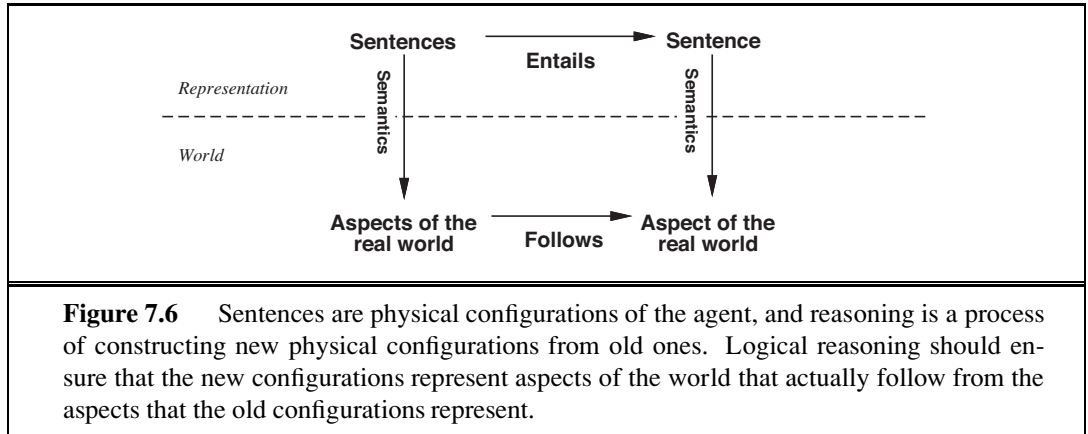 Sentences Sentence
Entails
Semantics Semantics
Representation
World
Aspects of the real world Aspect of the real world
Follows
Figure 7.6 Sentences are physical configurations of the agent, and reasoning is a process
of constructing new physical configurations from old ones. Logical reasoning should en-
sure that the new configurations represent aspects of the world that actually follow from the
aspects that the old configurations represent.